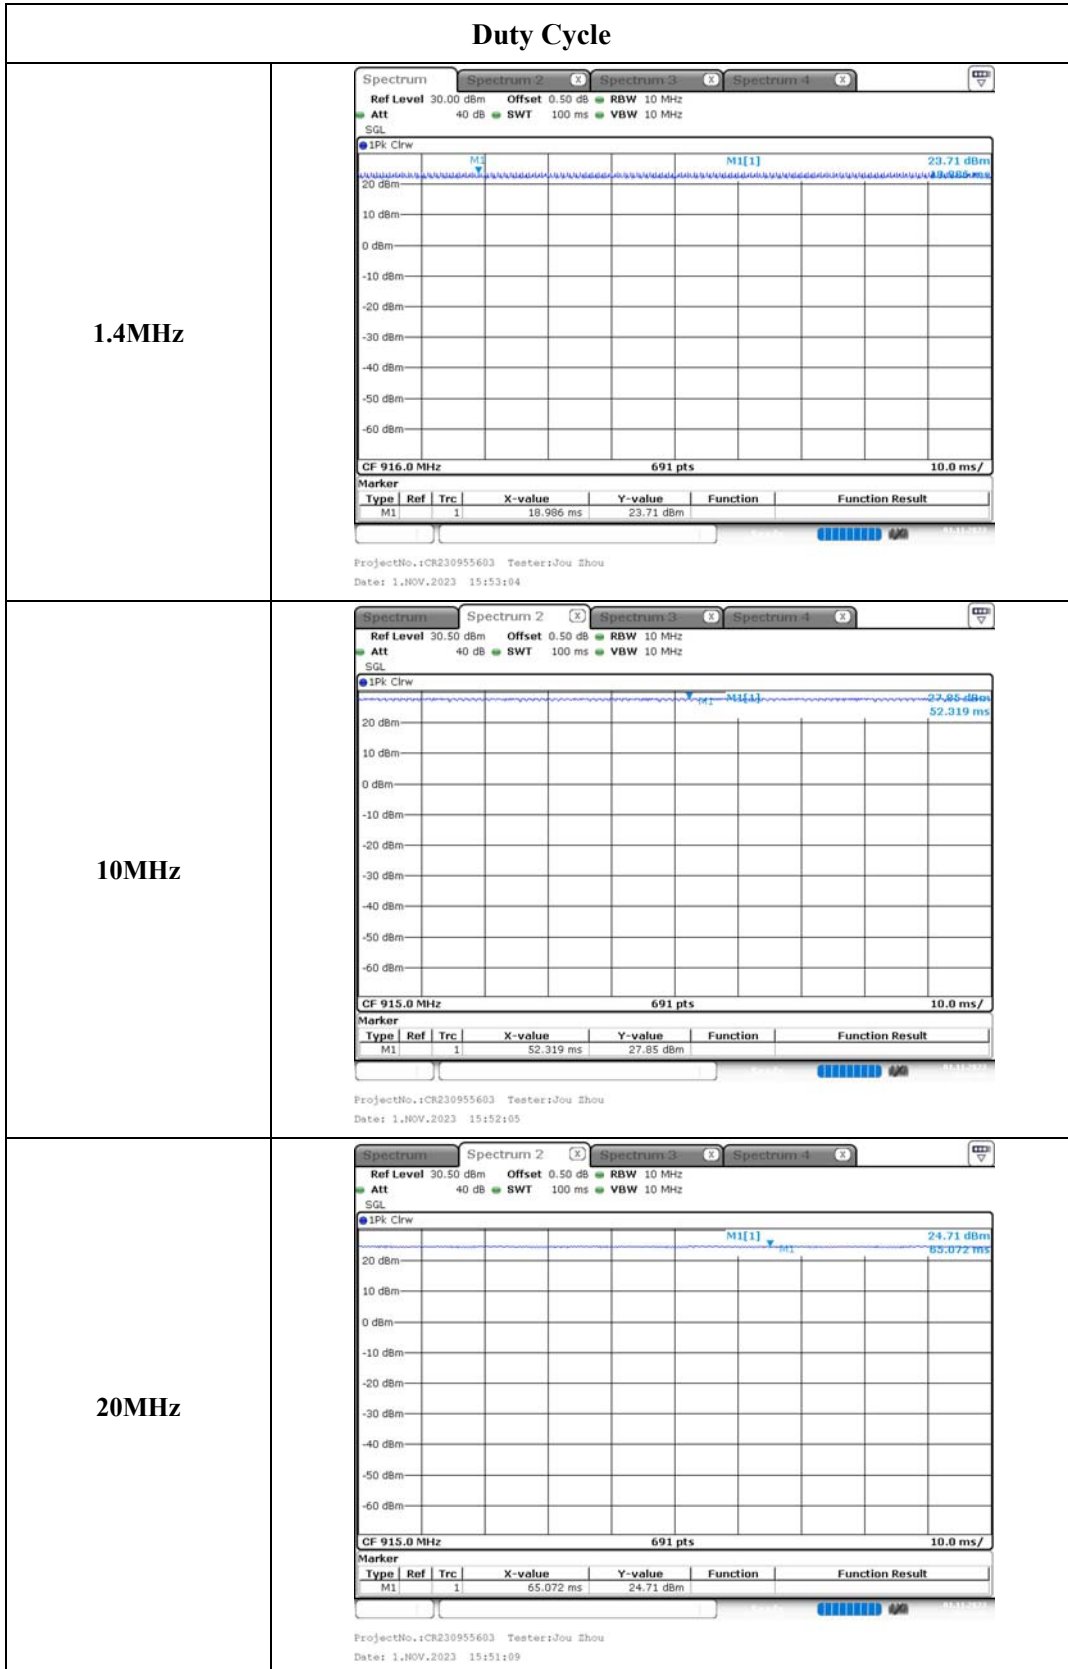 Duty Cycle
1.4MHz
Spectrum Spectrum 2 X Spectrum 3 X Spectrum 4 X
Ref Level 30.00 dBm Offset 0.50 dB RBW 10 MHz
Att 40 dB SWT 100 ms VBW 10 MHz
SGL
1Pk Clrw
M1 M1[1] 23.71 dBm
18.986 ms
20 dBm
10 dBm
0 dBm
-10 dBm
-20 dBm
-30 dBm
-40 dBm
-50 dBm
-60 dBm
CF 916.0 MHz 691 pts 10.0 ms/
Marker
Type Ref Trc X-value Y-value Function Function Result
M1 1 18.986 ms 23.71 dBm
ProjectNo.:CR230955603 Tester:Jou Zhou
Date: 1.NOV.2023 15:53:04
10MHz
Spectrum Spectrum 2 X Spectrum 3 X Spectrum 4 X
Ref Level 30.50 dBm Offset 0.50 dB RBW 10 MHz
Att 40 dB SWT 100 ms VBW 10 MHz
SGL
1Pk Clrw
M1 M1[1] 27.85 dBm
52.319 ms
20 dBm
10 dBm
0 dBm
-10 dBm
-20 dBm
-30 dBm
-40 dBm
-50 dBm
-60 dBm
CF 915.0 MHz 691 pts 10.0 ms/
Marker
Type Ref Trc X-value Y-value Function Function Result
M1 1 52.319 ms 27.85 dBm
ProjectNo.:CR230955603 Tester:Jou Zhou
Date: 1.NOV.2023 15:52:05
20MHz
Spectrum Spectrum 2 X Spectrum 3 X Spectrum 4 X
Ref Level 30.50 dBm Offset 0.50 dB RBW 10 MHz
Att 40 dB SWT 100 ms VBW 10 MHz
SGL
1Pk Clrw
M1[1] 24.71 dBm
M1 65.072 ms
20 dBm
10 dBm
0 dBm
-10 dBm
-20 dBm
-30 dBm
-40 dBm
-50 dBm
-60 dBm
CF 915.0 MHz 691 pts 10.0 ms/
Marker
Type Ref Trc X-value Y-value Function Function Result
M1 1 65.072 ms 24.71 dBm
ProjectNo.:CR230955603 Tester:Jou Zhou
Date: 1.NOV.2023 15:51:09